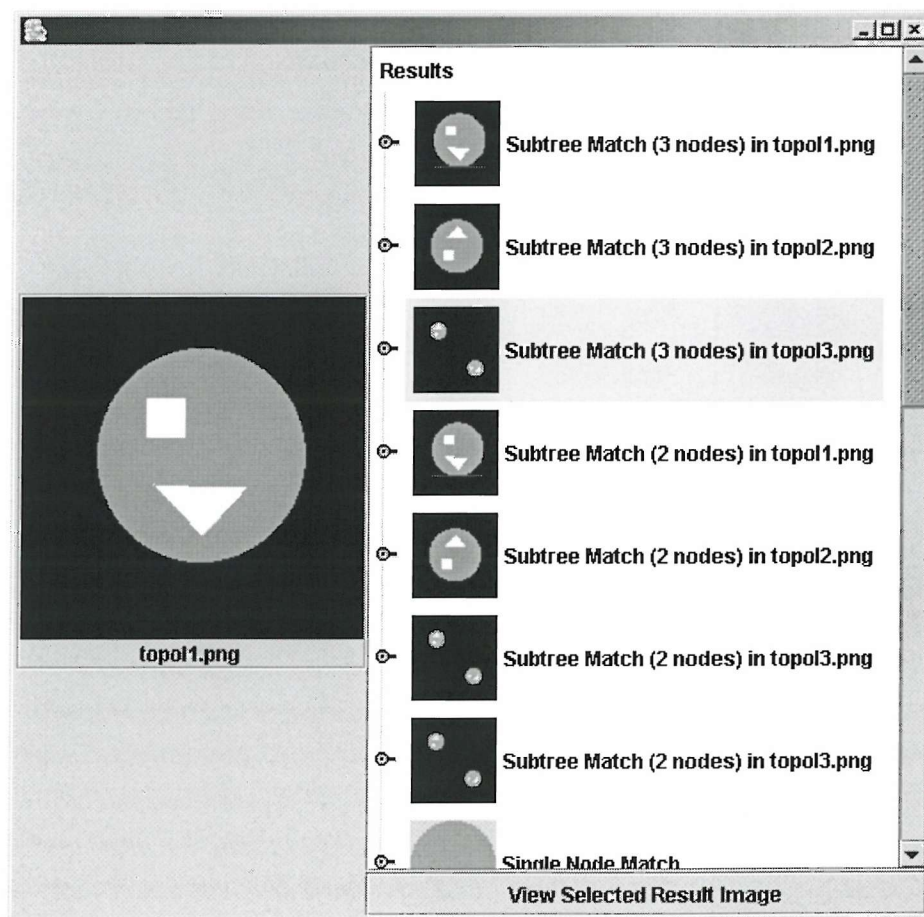 Results
Subtree Match (3 nodes) in topol1.png
Subtree Match (3 nodes) in topol2.png
Subtree Match (3 nodes) in topol3.png
Subtree Match (2 nodes) in topol1.png
Subtree Match (2 nodes) in topol2.png
Subtree Match (2 nodes) in topol3.png
Subtree Match (2 nodes) in topol3.png
Single Node Match
topol1.png
View Selected Result Image